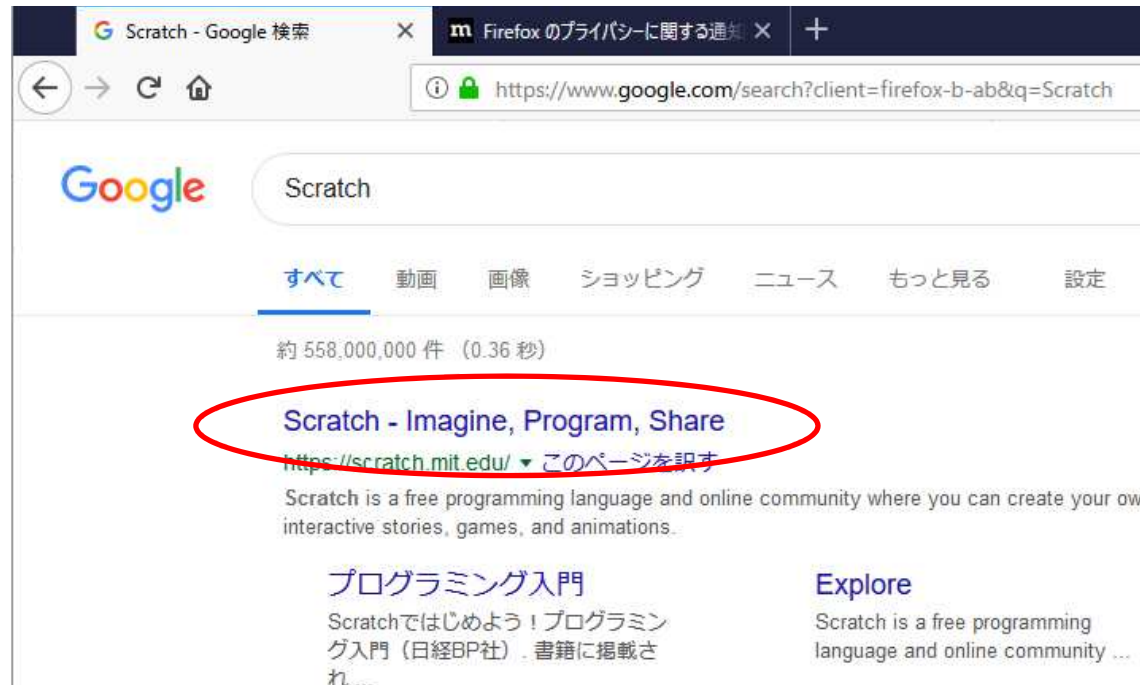 Scratch - Google 検索
Firefox のプライバシーに関する通知
https://www.google.com/search?client=firefox-b-ab&q=Scratch
Google
Scratch
すべて 動画 画像 ショッピング ニュース もっと見る 設定
約 558,000,000 件 (0.36 秒)
Scratch - Imagine, Program, Share
https://scratch.mit.edu/ ▼ このページを訳す
Scratch is a free programming language and online community where you can create your ow
interactive stories, games, and animations.
プログラミング入門
Scratchではじめよう！プログラミン
グ入門（日経BP社）. 書籍に掲載さ
れ ...
Explore
Scratch is a free programming
language and online community ...